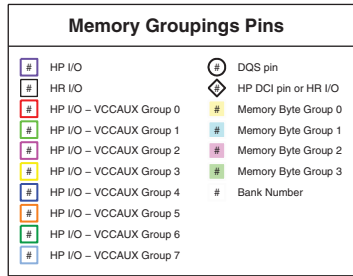 Memory Groupings Pins
# HP I/O
# HR I/O
# HP I/O – VCCAUX Group 0
# HP I/O – VCCAUX Group 1
# HP I/O – VCCAUX Group 2
# HP I/O – VCCAUX Group 3
# HP I/O – VCCAUX Group 4
# HP I/O – VCCAUX Group 5
# HP I/O – VCCAUX Group 6
# HP I/O – VCCAUX Group 7
# DQS pin
# HP DCI pin or HR I/O
# Memory Byte Group 0
# Memory Byte Group 1
# Memory Byte Group 2
# Memory Byte Group 3
# Bank Number